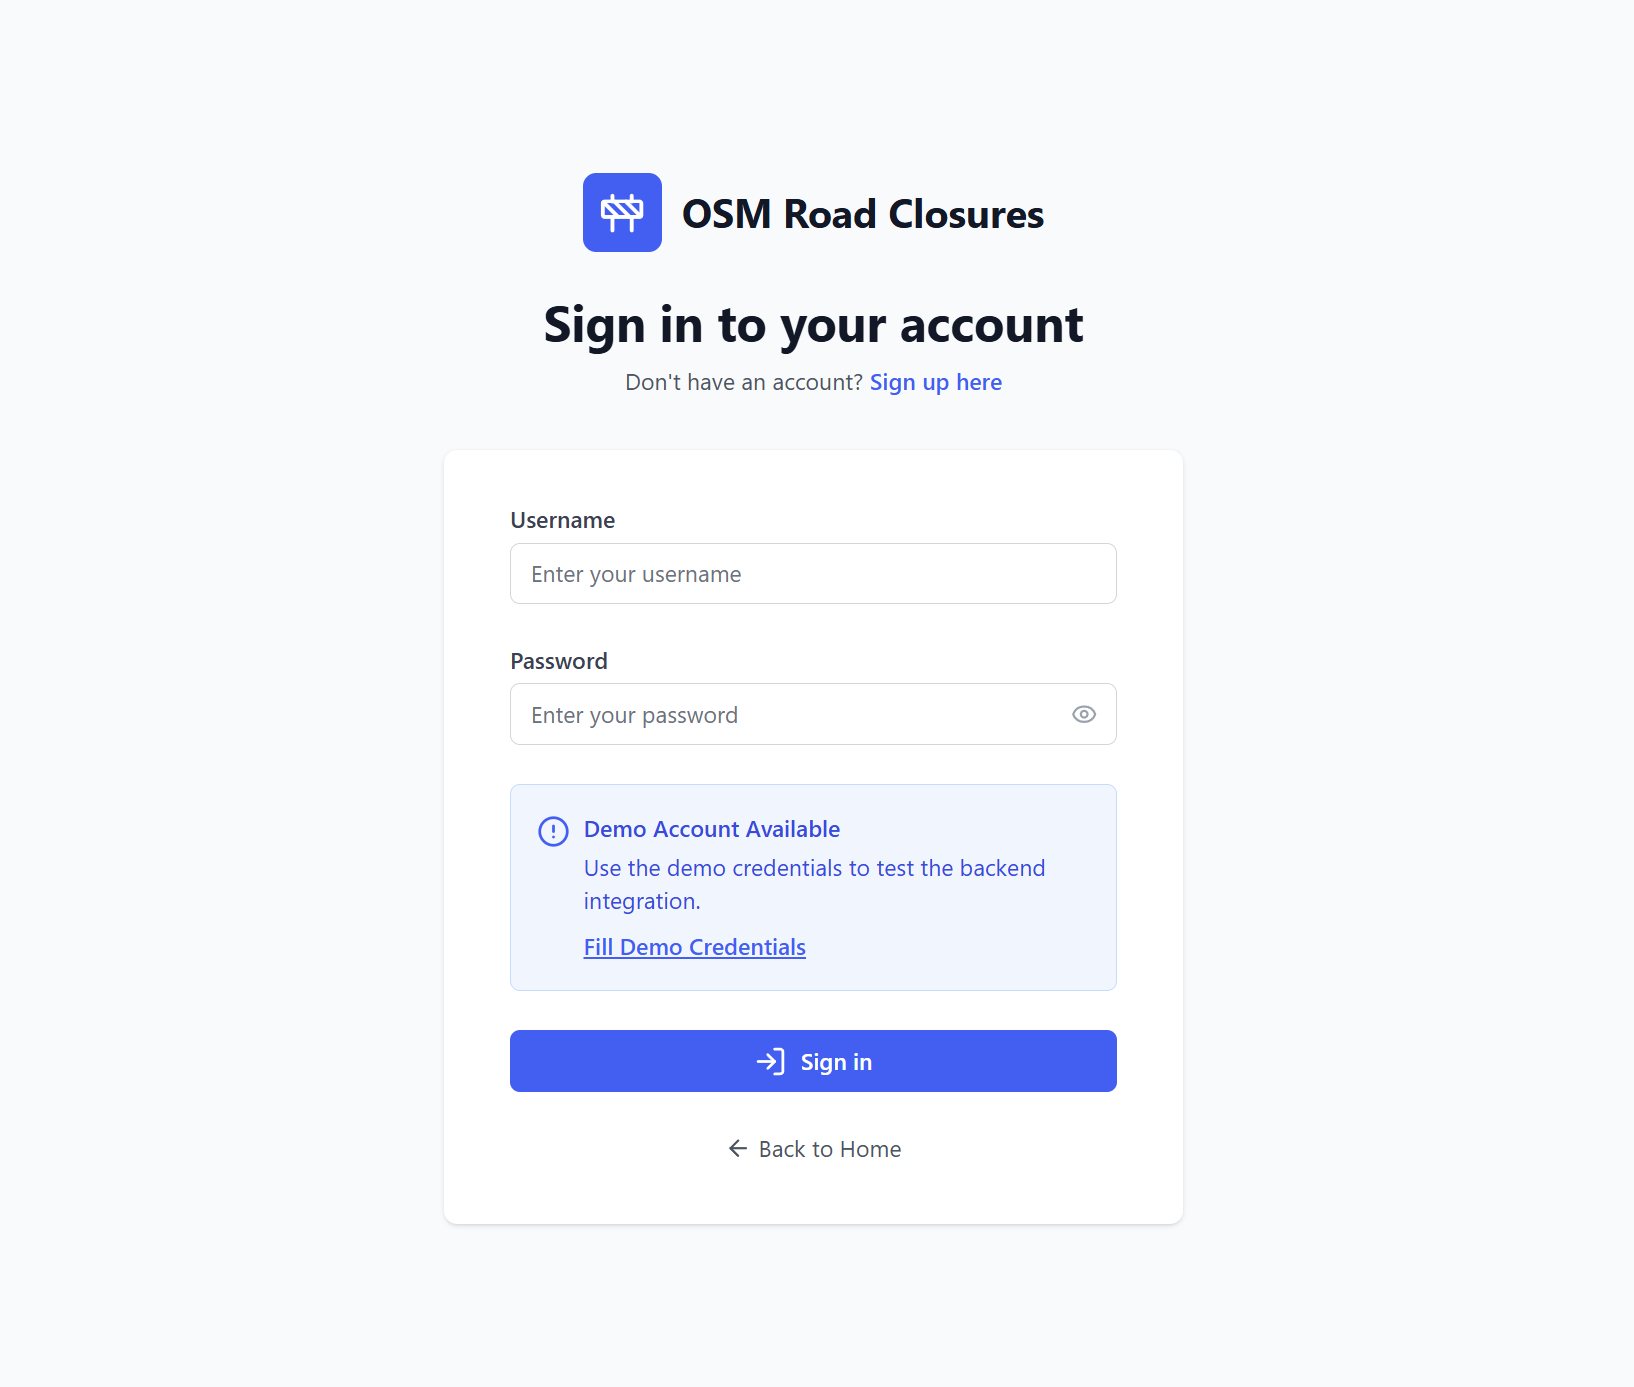 OSM Road Closures
Sign in to your account
Don't have an account? Sign up here
Username
Enter your username
Password
Enter your password
Demo Account Available
Use the demo credentials to test the backend
integration.
Fill Demo Credentials
Sign in
Back to Home